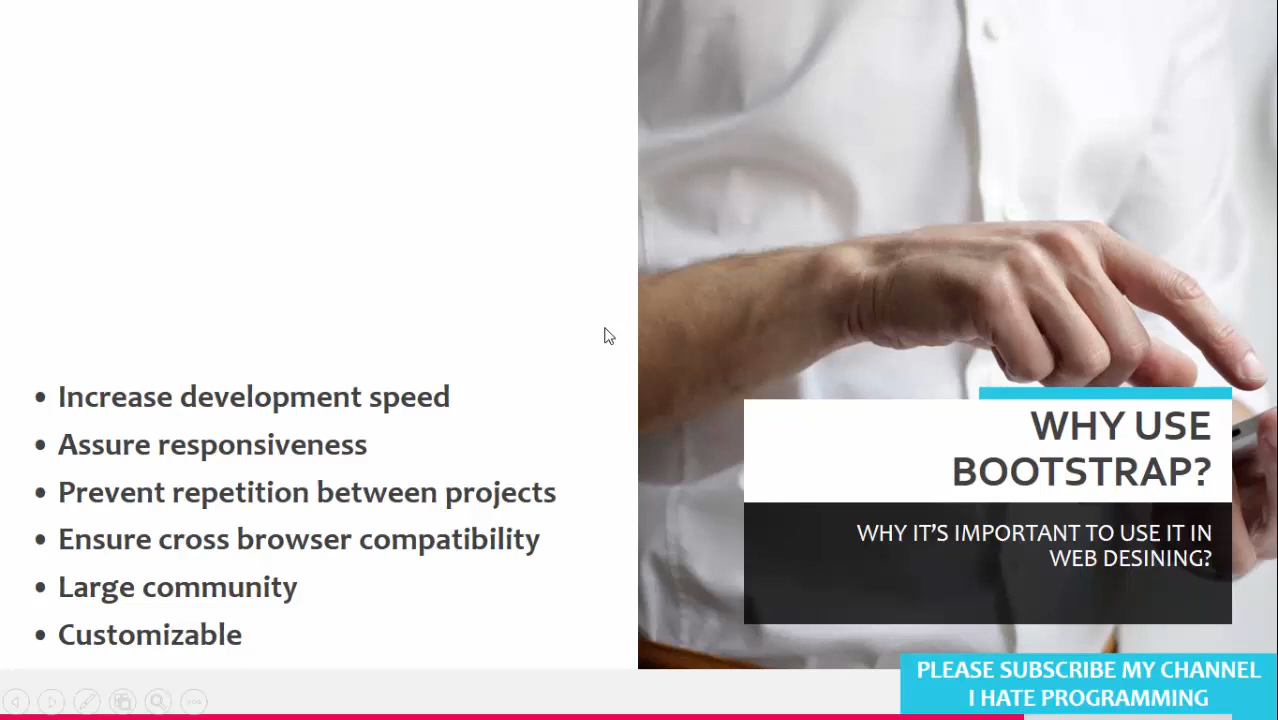 • Increase development speed
• Assure responsiveness
• Prevent repetition between projects
• Ensure cross browser compatibility
• Large community
• Customizable
WHY USE
BOOTSTRAP?
WHY IT’S IMPORTANT TO USE IT IN
WEB DESINING?
PLEASE SUBSCRIBE MY CHANNEL
I HATE PROGRAMMING